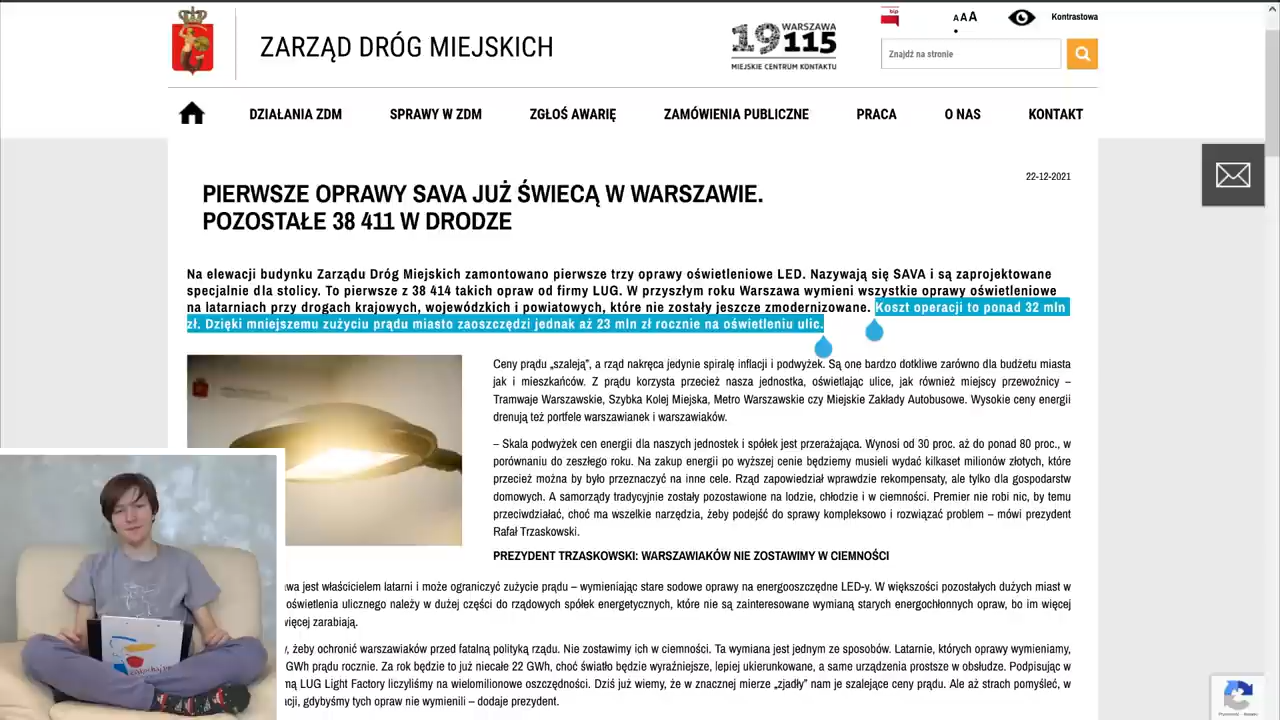 ZARZĄD DRÓG MIEJSKICH
19115
WARSZAWA
MIEJSKIE CENTRUM KONTAKTU
bip
A A A
Kontrastowa
Znajdź na stronie
DZIAŁANIA ZDM
SPRAWY W ZDM
ZGŁOŚ AWARIĘ
ZAMÓWIENIA PUBLICZNE
PRACA
O NAS
KONTAKT
22-12-2021
PIERWSZE OPRAWY SAVA JUŻ ŚWIECĄ W WARSZAWIE.
POZOSTAŁE 38 411 W DRODZE
Na elewacji budynku Zarządu Dróg Miejskich zamontowano pierwsze trzy oprawy oświetleniowe LED. Nazywają się SAVA i są zaprojektowane
specjalnie dla stolicy. To pierwsze z 38 414 takich opraw od firmy LUG. W przyszłym roku Warszawa wymieni wszystkie oprawy oświetleniowe
na latarniach przy drogach krajowych, wojewódzkich i powiatowych, które nie zostały jeszcze zmodernizowane. Koszt operacji to ponad 32 mln
zł. Dzięki mniejszemu zużyciu prądu miasto zaoszczędzi jednak aż 23 mln zł rocznie na oświetleniu ulic.
Ceny prądu „szaleją”, a rząd nakręca jedynie spiralę inflacji i podwyżek. Są one bardzo dotkliwe zarówno dla budżetu miasta
jak i mieszkańców. Z prądu korzysta przecież nasza jednostka, oświetlając ulice, jak również miejscy przewoźnicy –
Tramwaje Warszawskie, Szybka Kolej Miejska, Metro Warszawskie czy Miejskie Zakłady Autobusowe. Wysokie ceny energii
drenują też portfele warszawianek i warszawiaków.
– Skala podwyżek cen energii dla naszych jednostek i spółek jest przerażająca. Wynosi od 30 proc. aż do ponad 80 proc., w
porównaniu do zeszłego roku. Na zakup energii po wyższej cenie będziemy musieli wydać kilkaset milionów złotych, które
przecież można by było przeznaczyć na inne cele. Rząd zapowiedział wprawdzie rekompensaty, ale tylko dla gospodarstw
domowych. A samorządy tradycyjnie zostały pozostawione na lodzie, chłodzie i w ciemności. Premier nie robi nic, by temu
przeciwdziałać, choć ma wszelkie narzędzia, żeby podejść do sprawy kompleksowo i rozwiązać problem – mówi prezydent
Rafał Trzaskowski.
PREZYDENT TRZASKOWSKI: WARSZAWIAKÓW NIE ZOSTAWIMY W CIEMNOŚCI
wa jest właścicielem latarni i może ograniczyć zużycie prądu – wymieniając stare sodowe oprawy na energooszczędne LED-y. W większości pozostałych dużych miast w
oświetlenia ulicznego należy w dużej części do rządowych spółek energetycznych, które nie są zainteresowane wymianą starych energochłonnych opraw, bo im więcej
więcej zarabiają.
, żeby ochronić warszawiaków przed fatalną polityką rządu. Nie zostawimy ich w ciemności. Ta wymiana jest jednym ze sposobów. Latarnie, których oprawy wymieniamy,
GWh prądu rocznie. Za rok będzie to już niecałe 22 GWh, choć światło będzie wyraźniejsze, lepiej ukierunkowane, a same urządzenia prostsze w obsłudze. Podpisując w
mą LUG Light Factory liczyliśmy na wielomilionowe oszczędności. Dziś już wiemy, że w znacznej mierze „zjadły” nam je szalejące ceny prądu. Ale aż strach pomyśleć, w
cji, gdybyśmy tych opraw nie wymienili – dodaje prezydent.